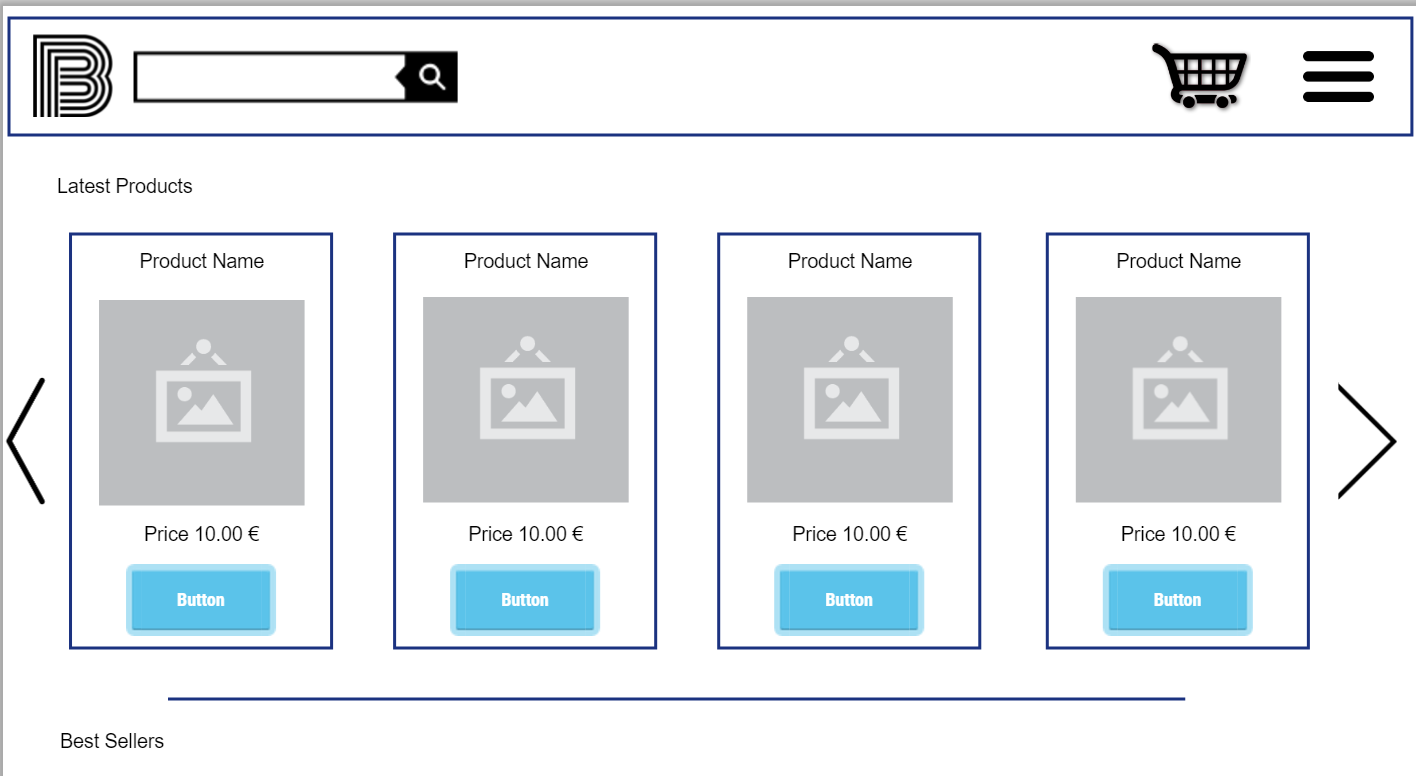 B
Latest Products
Product Name
Product Name
Product Name
Product Name
Price 10.00 €
Price 10.00 €
Price 10.00 €
Price 10.00 €
Button
Button
Button
Button
Best Sellers